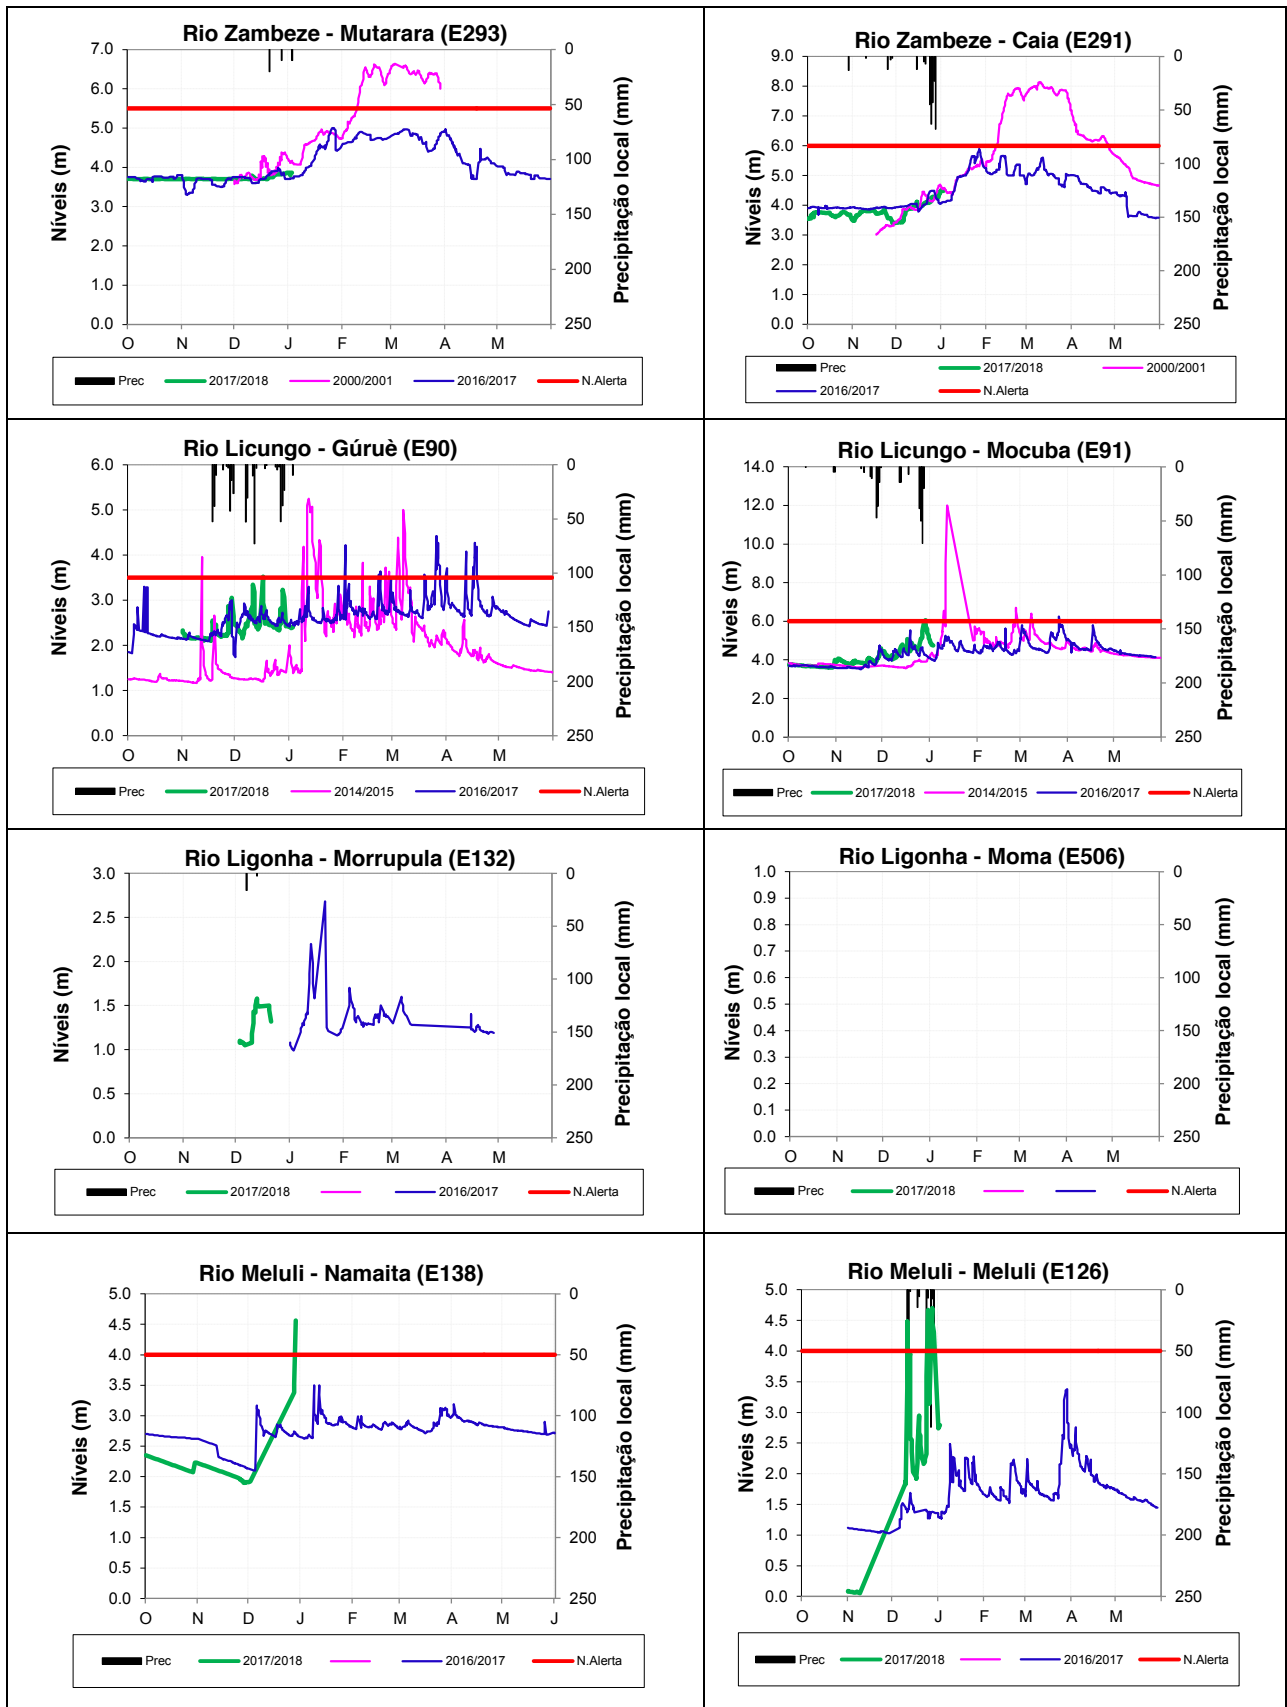 Rio Zambeze - Mutarara (E293)
7.0
6.0
5.0
4.0
3.0
2.0
1.0
0.0
Níveis (m)
0
50
100
150
200
250
Precipitação local (mm)
O N D J F M A M
Prec 2017/2018 2000/2001 2016/2017 N.Alerta
Rio Zambeze - Caia (E291)
9.0
8.0
7.0
6.0
5.0
4.0
3.0
2.0
1.0
0.0
Níveis (m)
0
50
100
150
200
250
Precipitação local (mm)
O N D J F M A M
Prec 2017/2018 2000/2001
2016/2017 N.Alerta
Rio Licungo - Gúruè (E90)
6.0
5.0
4.0
3.0
2.0
1.0
0.0
Níveis (m)
0
50
100
150
200
250
Precipitação local (mm)
O N D J F M A M
Prec 2017/2018 2014/2015 2016/2017 N.Alerta
Rio Licungo - Mocuba (E91)
14.0
12.0
10.0
8.0
6.0
4.0
2.0
0.0
Níveis (m)
0
50
100
150
200
250
Precipitação local (mm)
O N D J F M A M
Prec 2017/2018 2014/2015 2016/2017 N.Alerta
Rio Ligonha - Morrupula (E132)
3.0
2.5
2.0
1.5
1.0
0.5
0.0
Níveis (m)
0
50
100
150
200
250
Precipitação local (mm)
O N D J F M A M
Prec 2017/2018 2016/2017 N.Alerta
Rio Ligonha - Moma (E506)
1.0
0.9
0.8
0.7
0.6
0.5
0.4
0.3
0.2
0.1
0.0
Níveis (m)
0
50
100
150
200
250
Precipitação local (mm)
O N D J F M A M
Prec 2017/2018 N.Alerta
Rio Meluli - Namaita (E138)
5.0
4.5
4.0
3.5
3.0
2.5
2.0
1.5
1.0
0.5
0.0
Níveis (m)
0
50
100
150
200
250
Precipitação local (mm)
O N D J F M A M J
Prec 2017/2018 2016/2017 N.Alerta
Rio Meluli - Meluli (E126)
5.0
4.5
4.0
3.5
3.0
2.5
2.0
1.5
1.0
0.5
0.0
Níveis (m)
0
50
100
150
200
250
Precipitação local (mm)
O N D J F M A M
Prec 2017/2018 2016/2017 N.Alerta